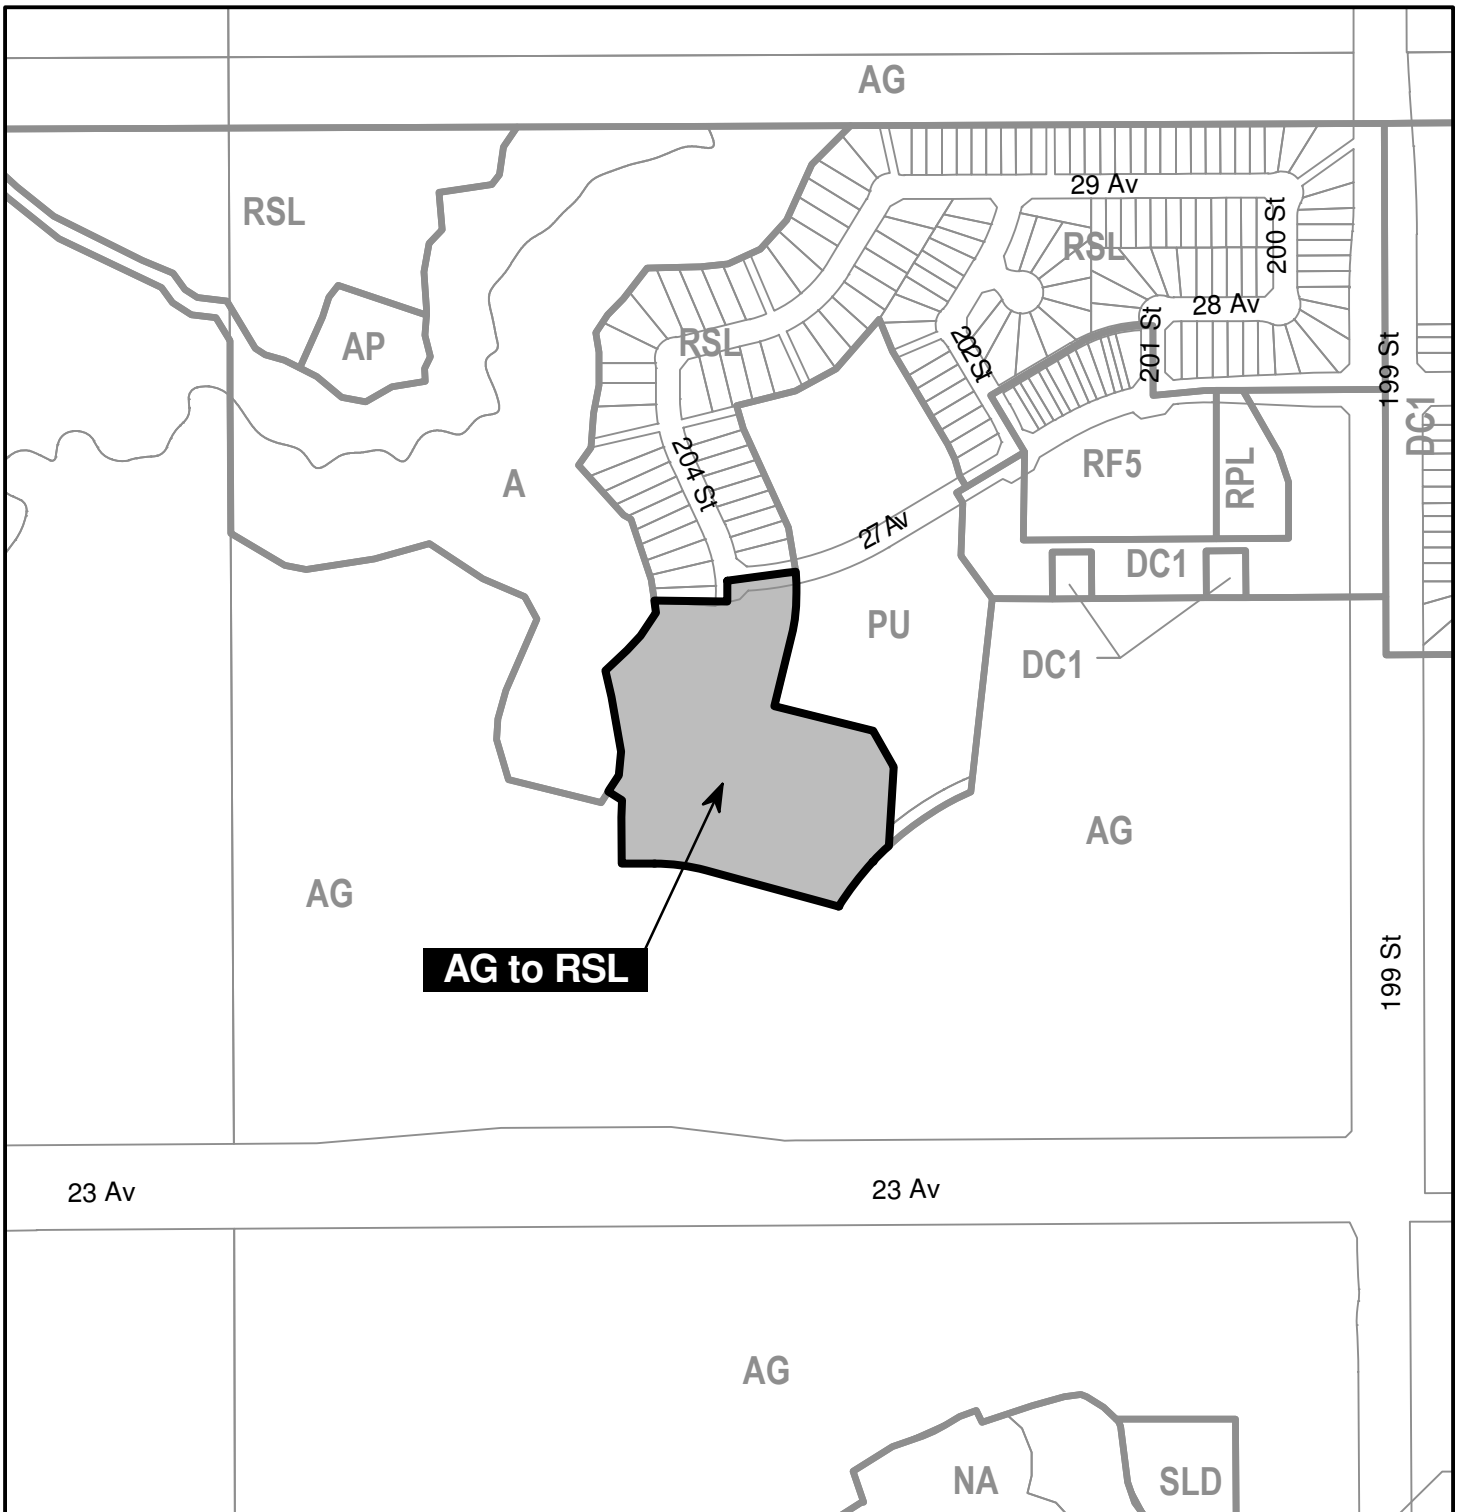 AG
29 Av
RSL
200 St
RSL
28 Av
AP
RSL
201 St
202 St
199 St
DC1
204 St
A
RF5
RPL
27 Av
DC1
PU
DC1
AG
AG
AG to RSL
199 St
23 Av
23 Av
AG
NA
SLD